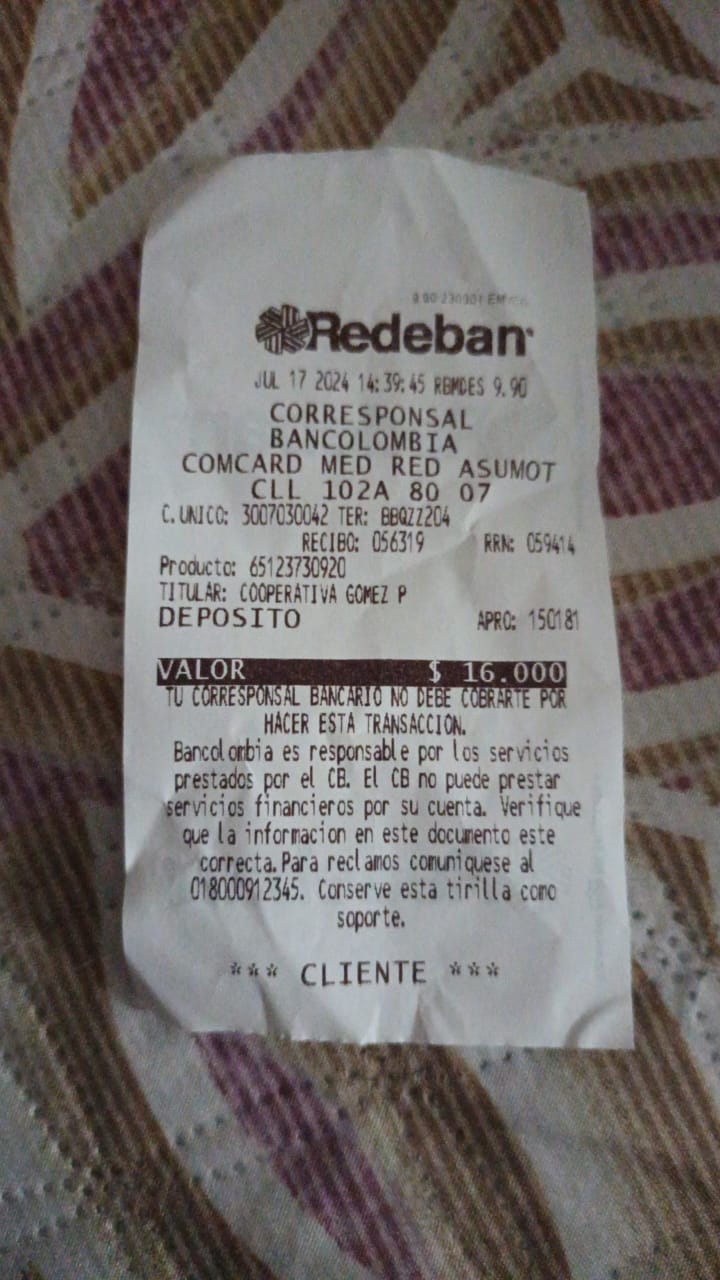 Redeban
JUL 17 2024 14:39:45 RBMDES 9.90
CORRESPONSAL
BANCOLOMBIA
COMCARD MED RED ASUMOT
CLL 102A 80 07
C.UNICO: 3007030042 TER: BBQZZ204
RECIBO: 056319 RRN: 059414
Producto: 65123730920
TITULAR: COOPERATIVA GOMEZ P
DEPOSITO APRO: 150181
VALOR $ 16.000
TU CORRESPONSAL BANCARIO NO DEBE COBRARTE POR
HACER ESTA TRANSACCION.
Bancolombia es responsable por los servicios
prestados por el CB. El CB no puede prestar
servicios financieros por su cuenta. Verifique
que la informacion en este documento este
correcta. Para reclamos comuniquese al
018000912345. Conserve esta tirilla como
soporte.
*** CLIENTE ***